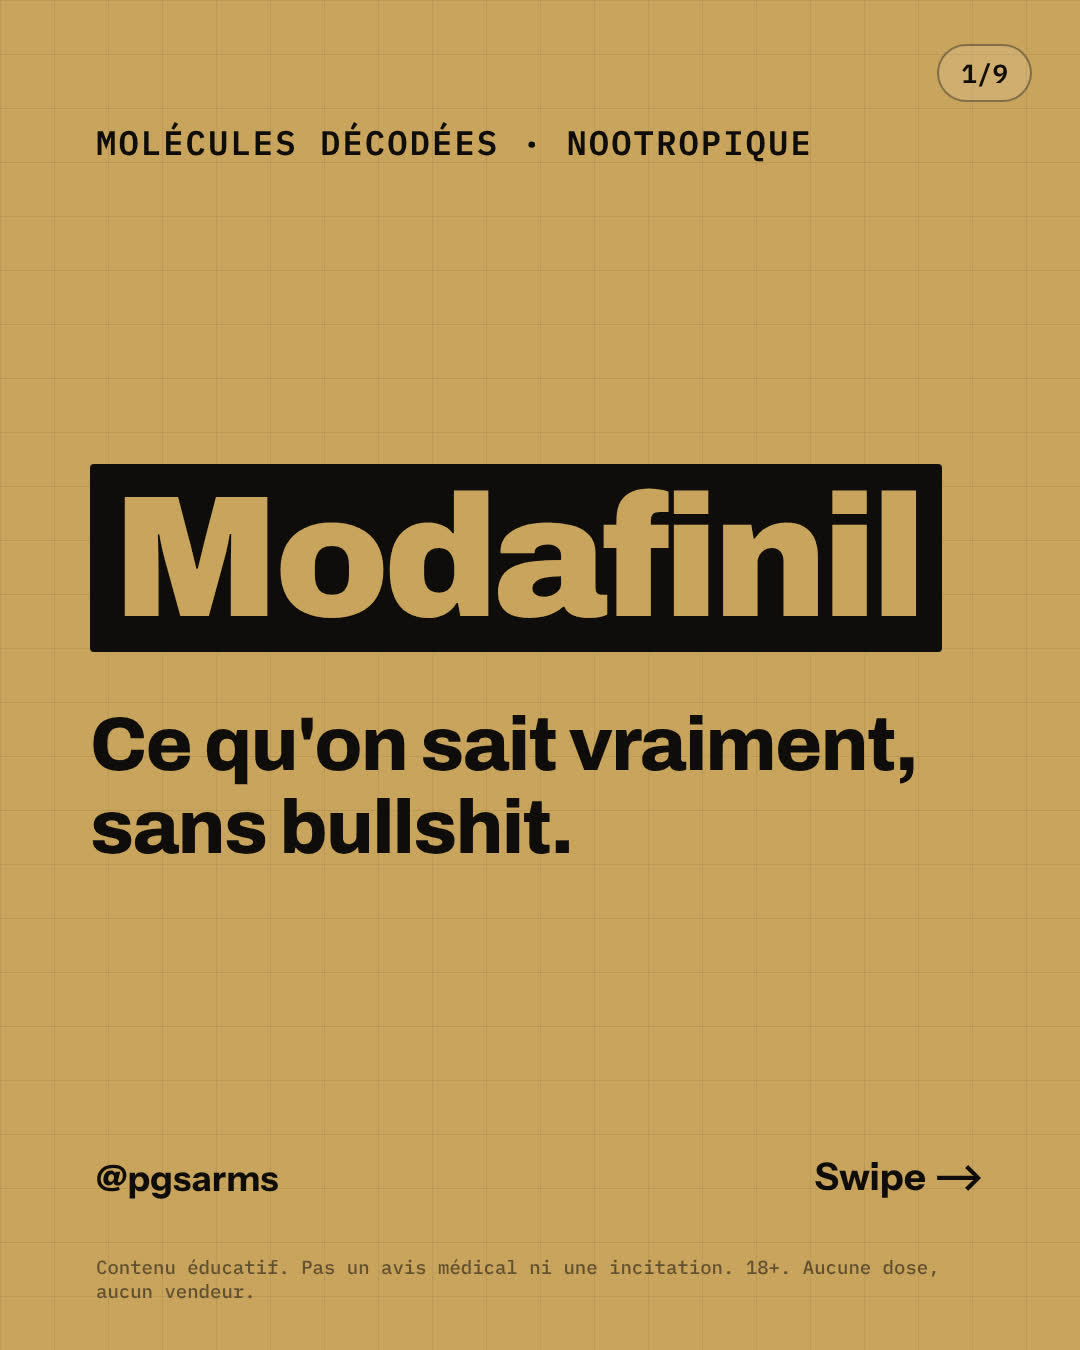 1/9
MOLÉCULES DÉCODÉES · NOOTROPIQUE
Modafinil
Ce qu'on sait vraiment,
sans bullshit.
@pgsarms
Swipe →
Contenu éducatif. Pas un avis médical ni une incitation. 18+. Aucune dose,
aucun vendeur.